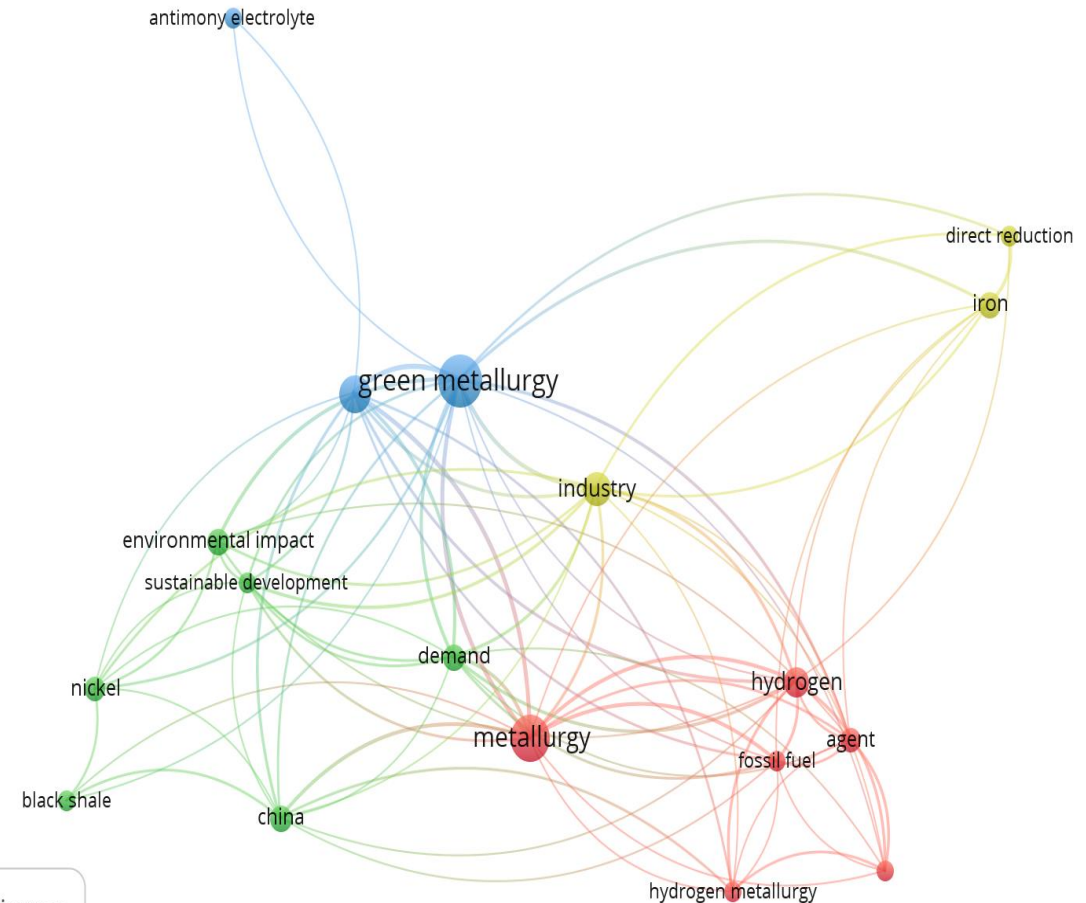 antimony electrolyte
direct reduction
iron
green metallurgy
industry
environmental impact
sustainable development
demand
nickel
hydrogen
metallurgy
agent
fossil fuel
black shale
china
hydrogen metallurgy